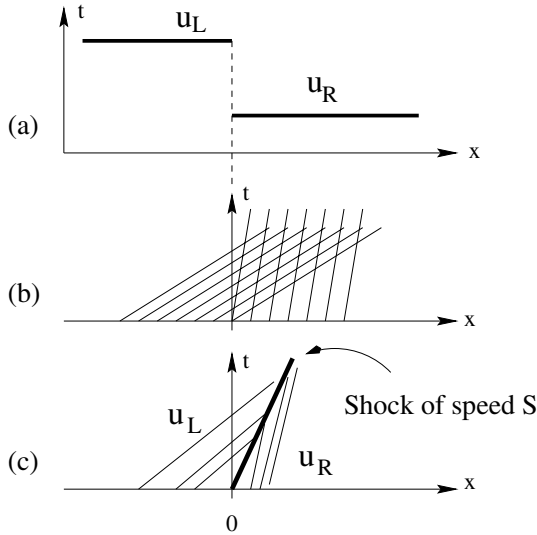 t
u_L
u_R
(a)
x
t
(b)
x
t
Shock of speed S
u_L
u_R
(c)
x
0